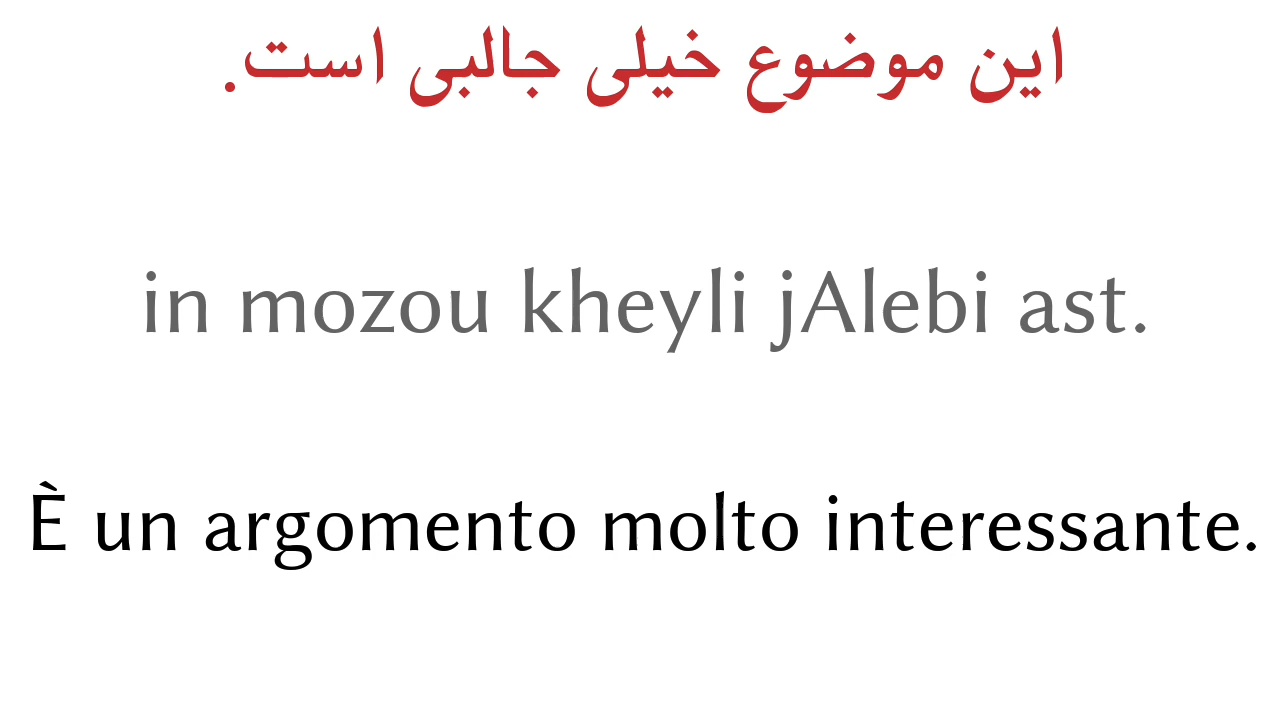 این موضوع خیلی جالبی است.
in mozou kheyli jAlebi ast.
È un argomento molto interessante.